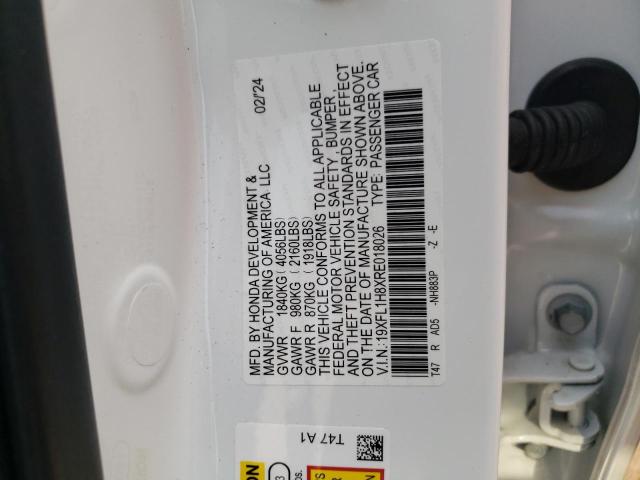 MFD. BY HONDA DEVELOPMENT &
MANUFACTURING OF AMERICA LLC 02/'24
GVWR 1840KG (4056LBS)
GAWR F 980KG (2160LBS)
GAWR R 870KG (1918LBS)
THIS VEHICLE CONFORMS TO ALL APPLICABLE
FEDERAL MOTOR VEHICLE SAFETY, BUMPER,
AND THEFT PREVENTION STANDARDS IN EFFECT
ON THE DATE OF MANUFACTURE SHOWN ABOVE.
V.I.N.: 19XFL1H8XRE018026 TYPE: PASSENGER CAR
T47 R AD5 -NH883P -Z -E
T47 A1